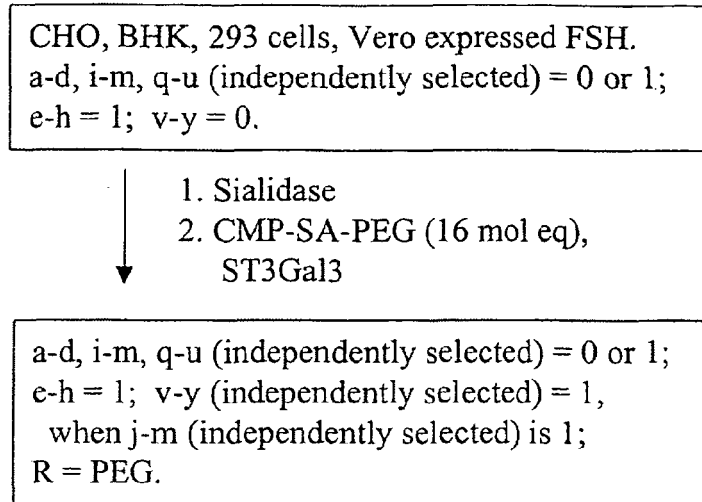 CHO, BHK, 293 cells, Vero expressed FSH.
a-d, i-m, q-u (independently selected) = 0 or 1;
e-h = 1; v-y = 0.
1. Sialidase
2. CMP-SA-PEG (16 mol eq),
ST3Gal3
a-d, i-m, q-u (independently selected) = 0 or 1;
e-h = 1; v-y (independently selected) = 1,
when j-m (independently selected) is 1;
R = PEG.